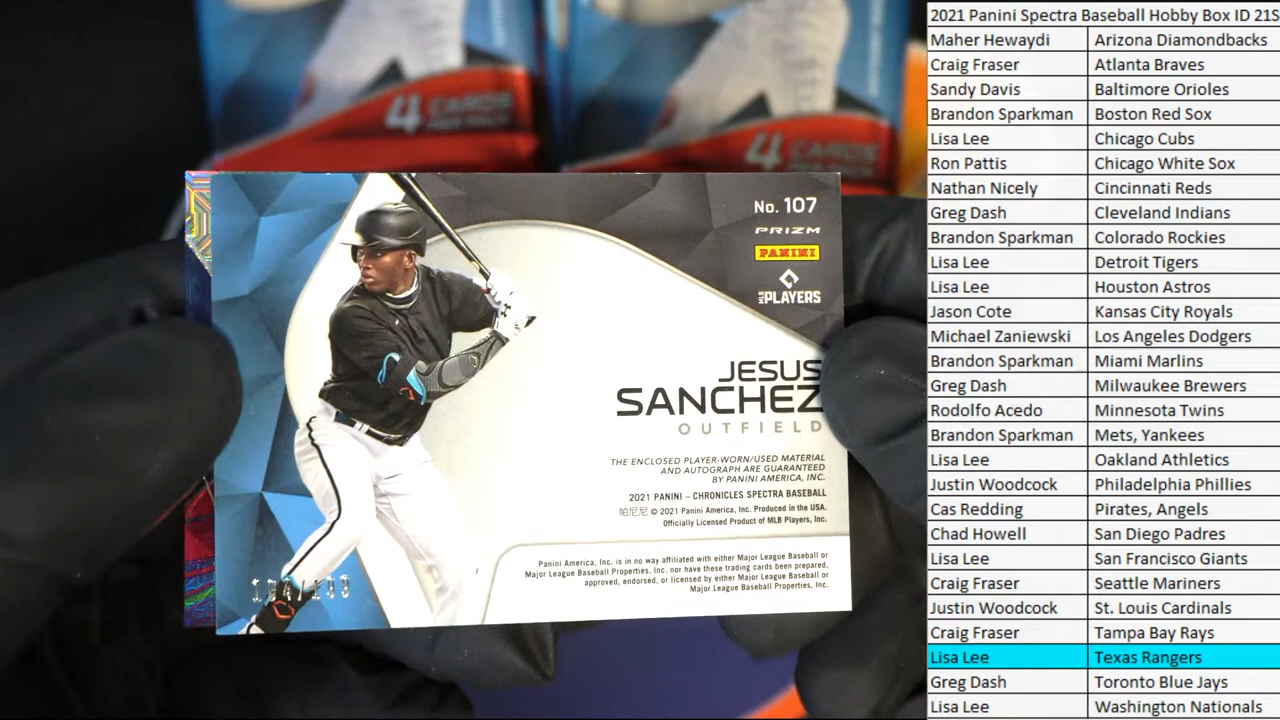 4 CARDS
PER PACK
4 CARDS
No. 107
PRIZM
PANINI
MLB PLAYERS
JESUS
SANCHEZ
OUTFIELD
THE ENCLOSED PLAYER-WORN/USED MATERIAL
AND AUTOGRAPH ARE GUARANTEED
BY PANINI AMERICA, INC.
2021 PANINI – CHRONICLES SPECTRA BASEBALL
帕尼尼 © 2021 Panini America, Inc. Produced in the USA.
Officially Licensed Product of MLB Players, Inc.
Panini America, Inc. is in no way affiliated with either Major League Baseball or
Major League Baseball Properties, Inc. nor have these trading cards been prepared,
approved, endorsed, or licensed by either Major League Baseball or
Major League Baseball Properties, Inc.
2021 Panini Spectra Baseball Hobby Box ID 21S
Maher Hewaydi Arizona Diamondbacks
Craig Fraser Atlanta Braves
Sandy Davis Baltimore Orioles
Brandon Sparkman Boston Red Sox
Lisa Lee Chicago Cubs
Ron Pattis Chicago White Sox
Nathan Nicely Cincinnati Reds
Greg Dash Cleveland Indians
Brandon Sparkman Colorado Rockies
Lisa Lee Detroit Tigers
Lisa Lee Houston Astros
Jason Cote Kansas City Royals
Michael Zaniewski Los Angeles Dodgers
Brandon Sparkman Miami Marlins
Greg Dash Milwaukee Brewers
Rodolfo Acedo Minnesota Twins
Brandon Sparkman Mets, Yankees
Lisa Lee Oakland Athletics
Justin Woodcock Philadelphia Phillies
Cas Redding Pirates, Angels
Chad Howell San Diego Padres
Lisa Lee San Francisco Giants
Craig Fraser Seattle Mariners
Justin Woodcock St. Louis Cardinals
Craig Fraser Tampa Bay Rays
Lisa Lee Texas Rangers
Greg Dash Toronto Blue Jays
Lisa Lee Washington Nationals